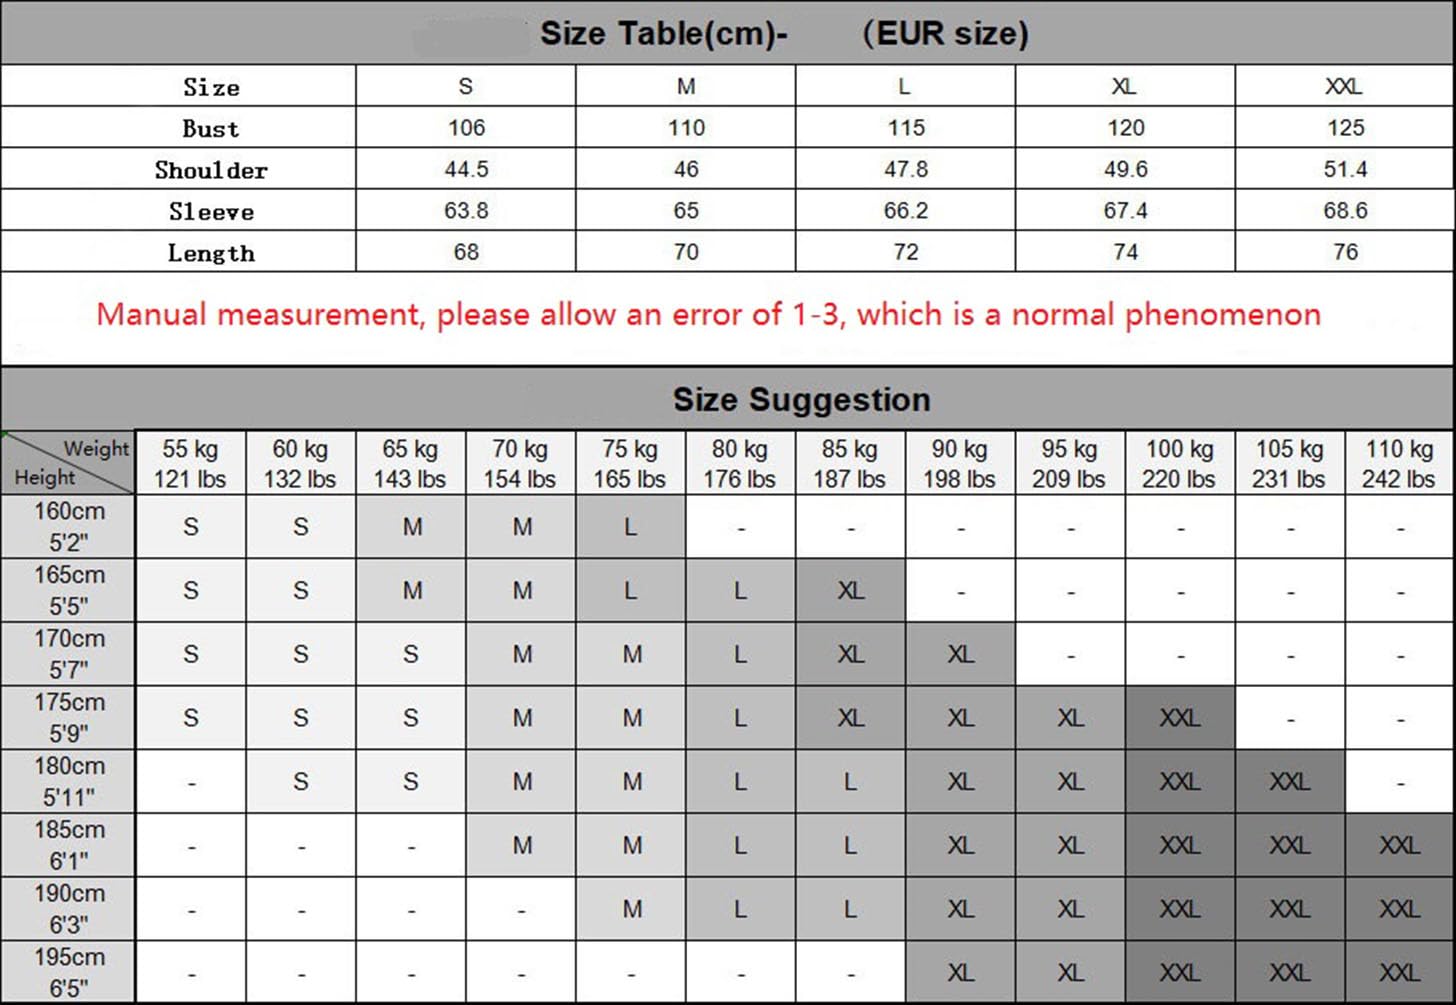 Size Table(cm)- (EUR size)
Size S M L XL XXL
Bust 106 110 115 120 125
Shoulder 44.5 46 47.8 49.6 51.4
Sleeve 63.8 65 66.2 67.4 68.6
Length 68 70 72 74 76
Manual measurement, please allow an error of 1-3, which is a normal phenomenon
Size Suggestion
Weight 55 kg 60 kg 65 kg 70 kg 75 kg 80 kg 85 kg 90 kg 95 kg 100 kg 105 kg 110 kg
Height 121 lbs 132 lbs 143 lbs 154 lbs 165 lbs 176 lbs 187 lbs 198 lbs 209 lbs 220 lbs 231 lbs 242 lbs
160cm
5'2" S S M M L - - - - - - -
165cm
5'5" S S M M L L XL - - - - -
170cm
5'7" S S S M M L XL XL - - - -
175cm
5'9" S S S M M L XL XL XL XXL - -
180cm
5'11" - S S M M L L XL XL XXL XXL -
185cm
6'1" - - - M M L L XL XL XXL XXL XXL
190cm
6'3" - - - - M L L XL XL XXL XXL XXL
195cm
6'5" - - - - - - - XL XL XXL XXL XXL